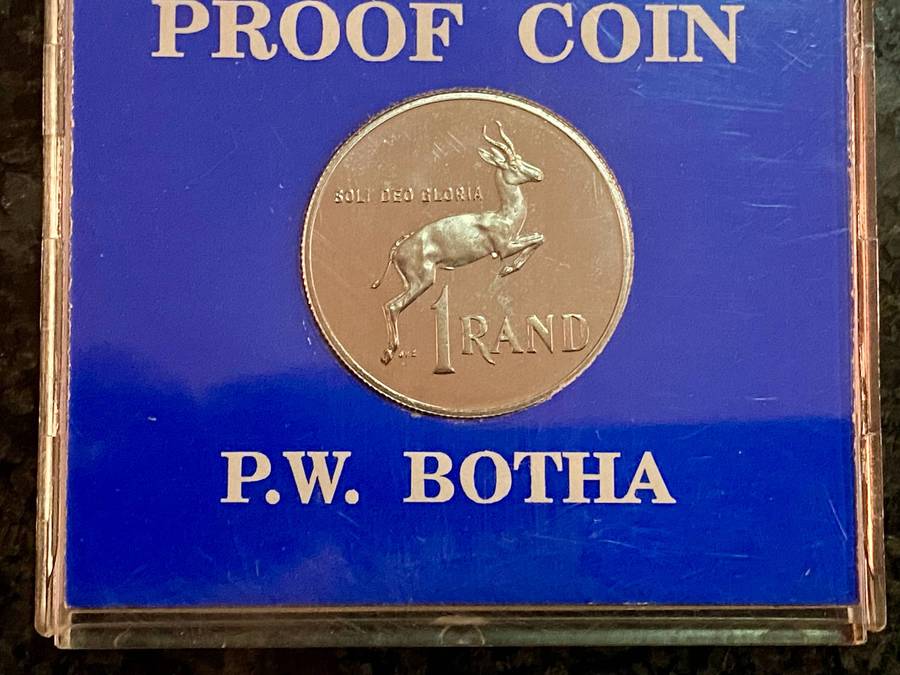 PROOF COIN
SOLI DEO GLORIA
1 RAND
P.W. BOTHA